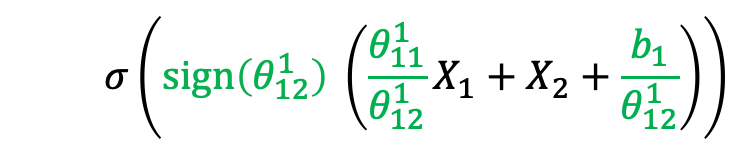 σ(sign(θ¹₁₂) (θ¹₁₁/θ¹₁₂ X₁ + X₂ + b₁/θ¹₁₂))